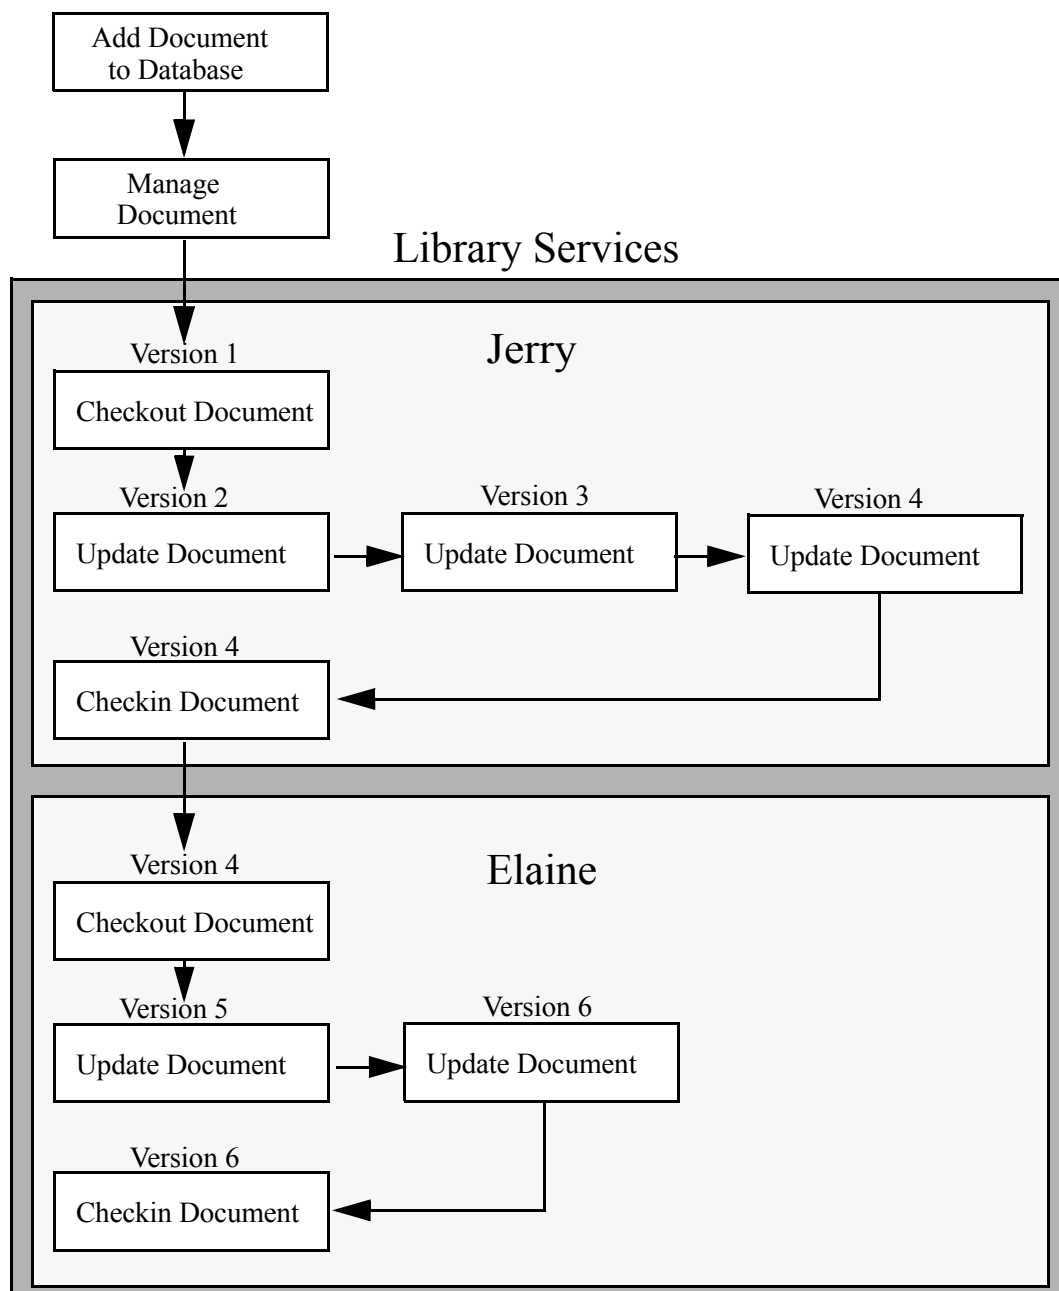 Add Document
to Database
Manage
Document
Library Services
Jerry
Version 1
Checkout Document
Version 2
Version 3
Version 4
Update Document
Update Document
Update Document
Version 4
Checkin Document
Elaine
Version 4
Checkout Document
Version 5
Version 6
Update Document
Update Document
Version 6
Checkin Document